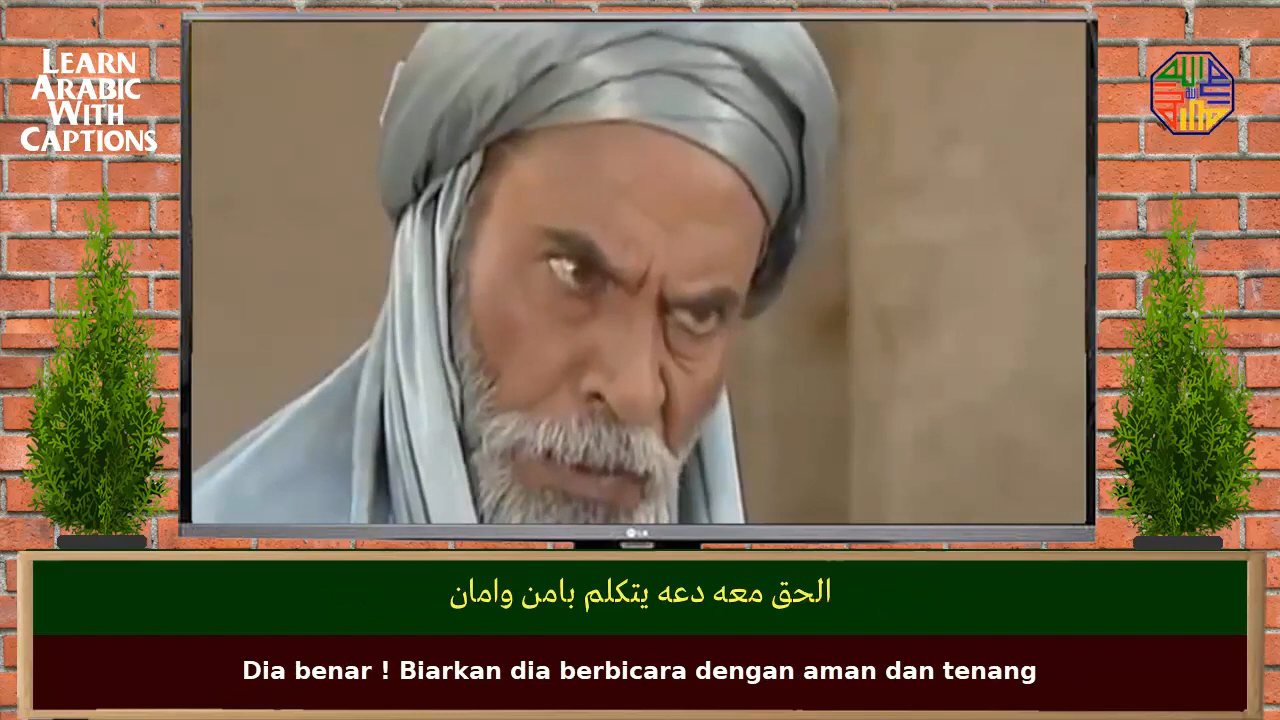 LEARN
ARABIC
WITH
CAPTIONS
LG
الحق معه دعه يتكلم بامن وامان
Dia benar ! Biarkan dia berbicara dengan aman dan tenang